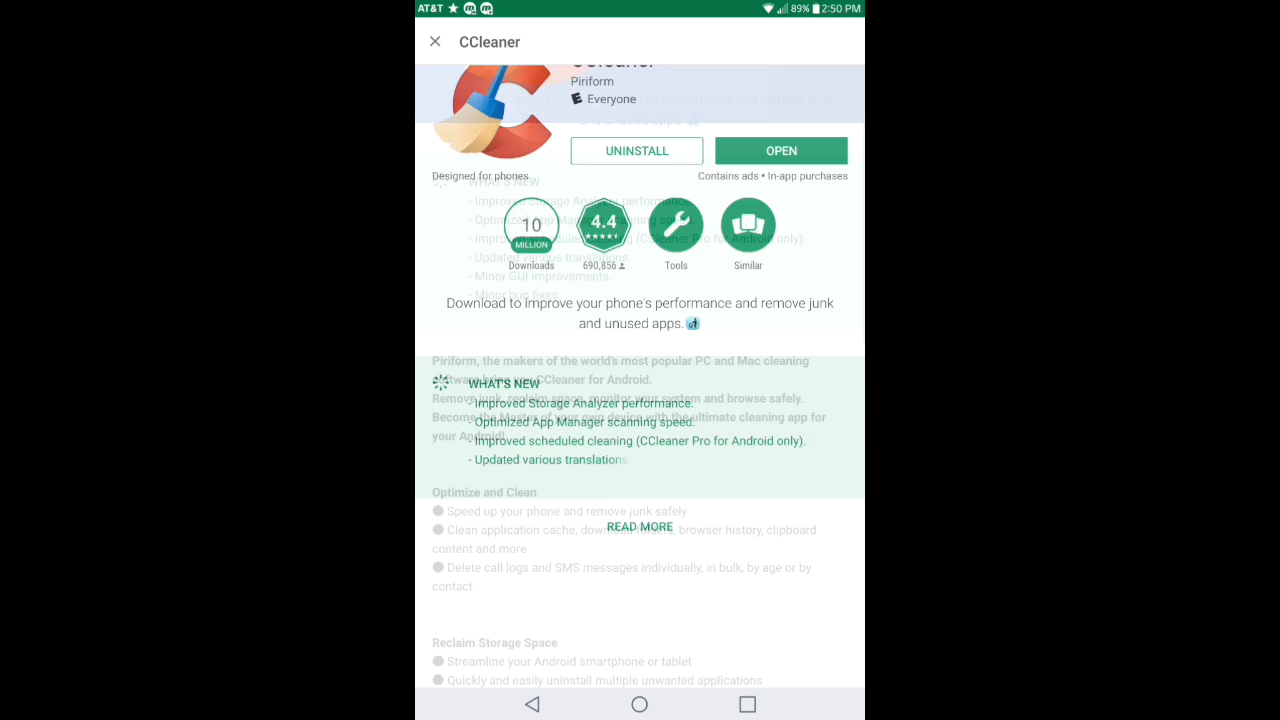 AT&T 89% 2:50 PM
CCleaner
CCleaner
Piriform
Everyone
UNINSTALL OPEN
Designed for phones Contains ads • In-app purchases
10 MILLION 4.4
Downloads 690,856 Tools Similar
Download to improve your phone's performance and remove junk
and unused apps.
WHAT'S NEW
- Improved Storage Analyzer performance.
- Optimized App Manager scanning speed.
- Improved scheduled cleaning (CCleaner Pro for Android only).
- Updated various translations
READ MORE
and unused apps.
WHAT'S NEW
- Improved Storage Analyzer performance.
- Optimized App Manager scanning speed.
- Improved scheduled cleaning (CCleaner Pro for Android only).
- Updated various translations.
- Minor GUI improvements.
- Minor bug fixes.
Piriform, the makers of the world's most popular PC and Mac cleaning
software bring you CCleaner for Android.
Remove junk, reclaim space, monitor your system and browse safely.
Become the Master of your own device with the ultimate cleaning app for
your Android!
Optimize and Clean
● Speed up your phone and remove junk safely
● Clean application cache, download folders, browser history, clipboard
content and more
● Delete call logs and SMS messages individually, in bulk, by age or by
contact
Reclaim Storage Space
● Streamline your Android smartphone or tablet
● Quickly and easily uninstall multiple unwanted applications